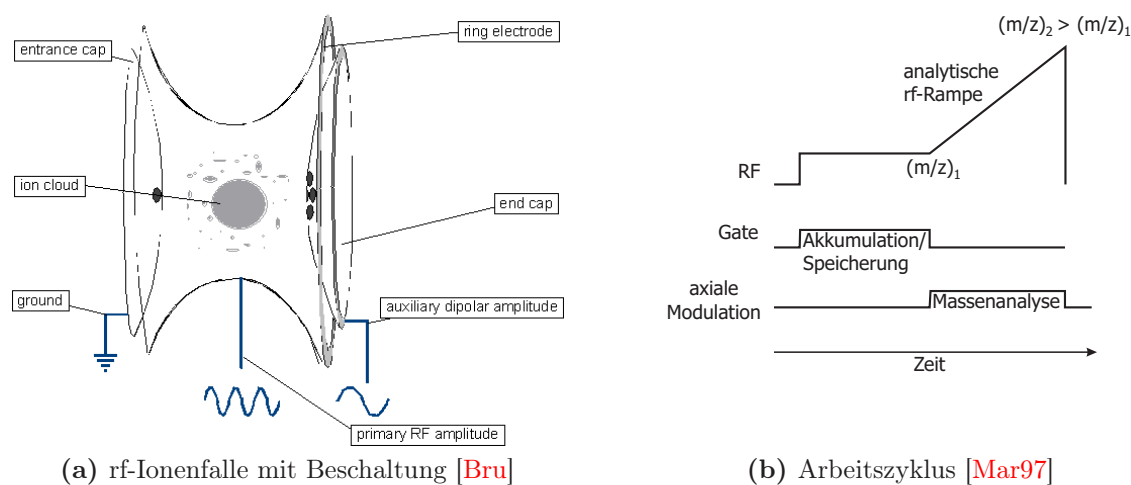 entrance cap
ring electrode
ion cloud
end cap
ground
auxiliary dipolar amplitude
primary RF amplitude
(a) rf-Ionenfalle mit Beschaltung [Bru]
(m/z)2 > (m/z)1
analytische
rf-Rampe
RF
(m/z)1
Gate
Akkumulation/
Speicherung
axiale
Modulation
Massenanalyse
Zeit
(b) Arbeitszyklus [Mar97]